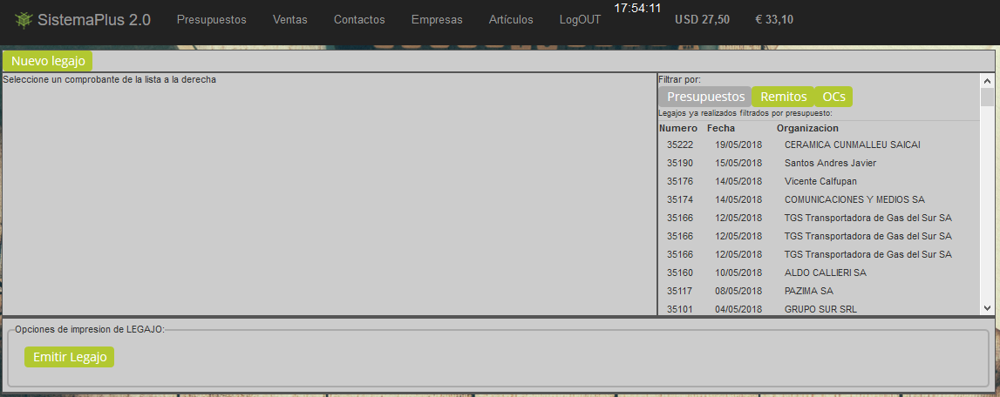 SistemaPlus 2.0 Presupuestos Ventas Contactos Empresas Artículos LogOUT 17:54:11 USD 27,50 € 33,10
Nuevo legajo
Seleccione un comprobante de la lista a la derecha
Filtrar por:
Presupuestos Remitos OCs
Legajos ya realizados filtrados por presupuesto:
Numero Fecha Organizacion
35222 19/05/2018 CERAMICA CUNMALLEU SAICAI
35190 15/05/2018 Santos Andres Javier
35176 14/05/2018 Vicente Calfupan
35174 14/05/2018 COMUNICACIONES Y MEDIOS SA
35166 12/05/2018 TGS Transportadora de Gas del Sur SA
35166 12/05/2018 TGS Transportadora de Gas del Sur SA
35166 12/05/2018 TGS Transportadora de Gas del Sur SA
35160 10/05/2018 ALDO CALLIERI SA
35117 08/05/2018 PAZIMA SA
35101 04/05/2018 GRUPO SUR SRL
Opciones de impresion de LEGAJO:
Emitir Legajo